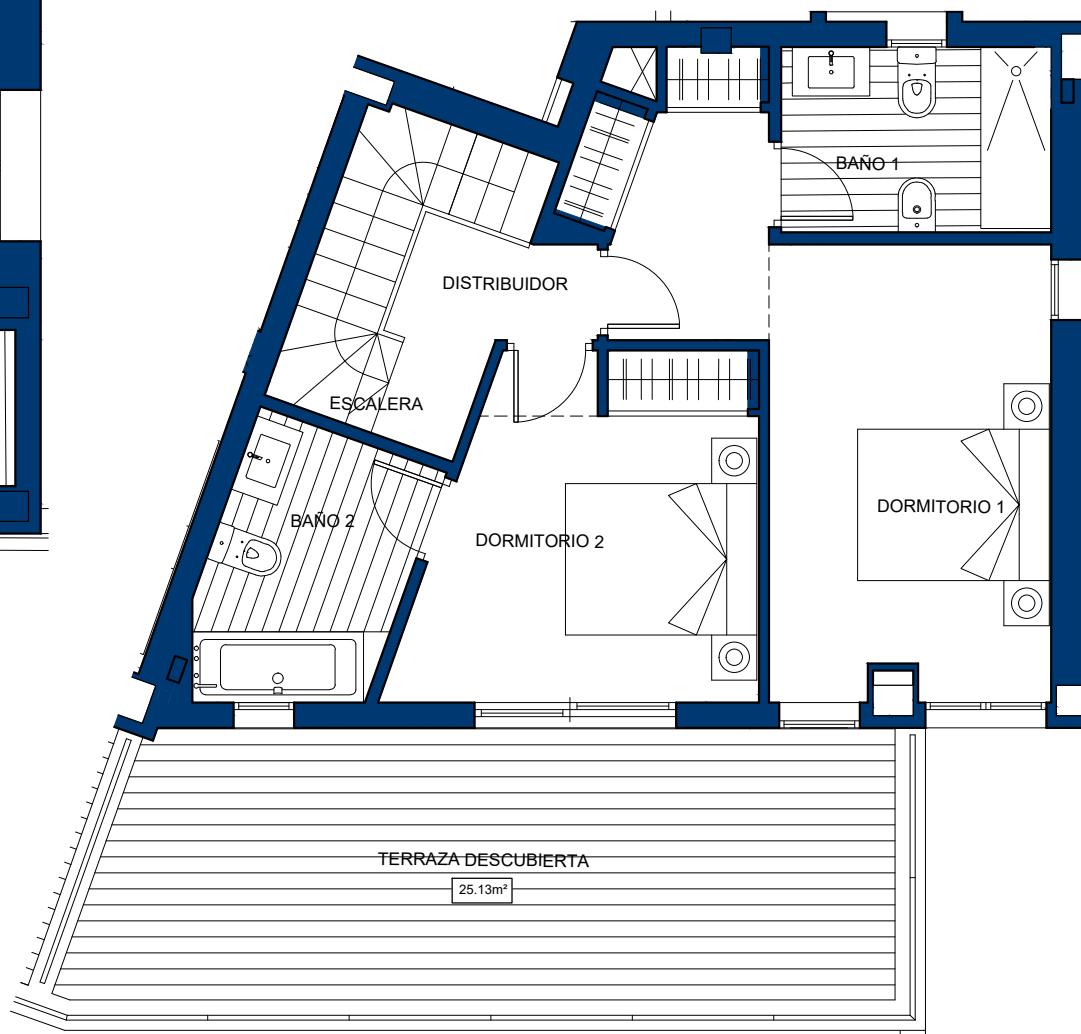 BAÑO 1
DISTRIBUIDOR
ESCALERA
DORMITORIO 1
BAÑO 2
DORMITORIO 2
TERRAZA DESCUBIERTA
25.13m²